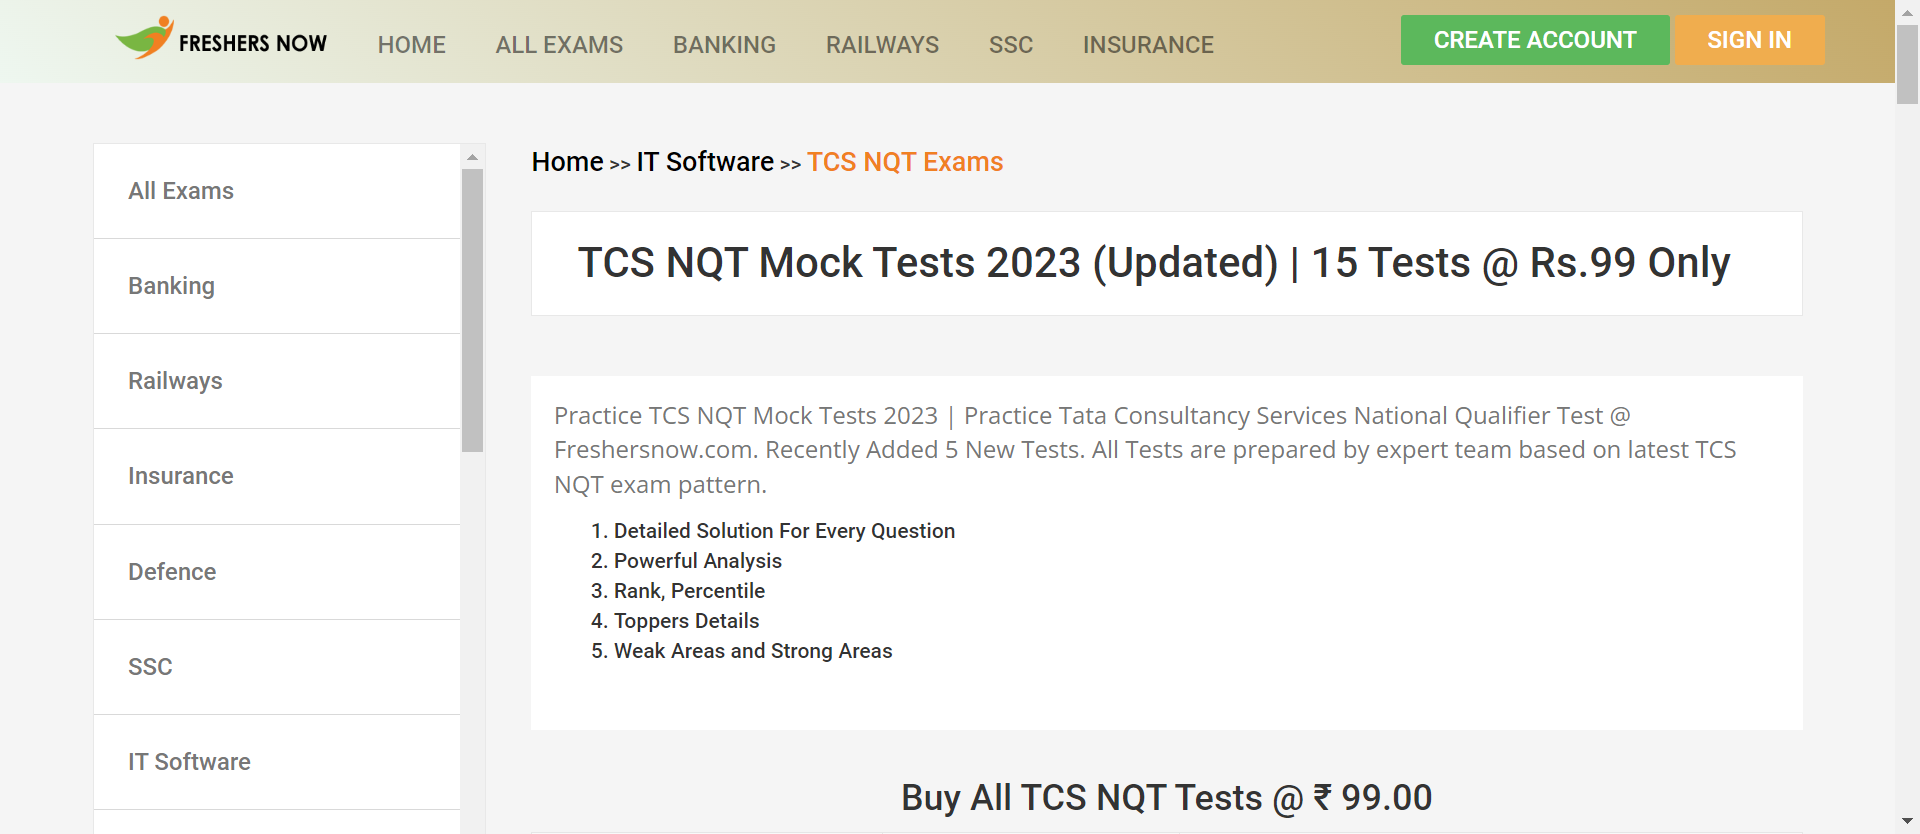 FRESHERS NOW
HOME ALL EXAMS BANKING RAILWAYS SSC INSURANCE
CREATE ACCOUNT SIGN IN
All Exams
Banking
Railways
Insurance
Defence
SSC
IT Software
Home >> IT Software >> TCS NQT Exams
TCS NQT Mock Tests 2023 (Updated) | 15 Tests @ Rs.99 Only
Practice TCS NQT Mock Tests 2023 | Practice Tata Consultancy Services National Qualifier Test @
Freshersnow.com. Recently Added 5 New Tests. All Tests are prepared by expert team based on latest TCS
NQT exam pattern.
1. Detailed Solution For Every Question
2. Powerful Analysis
3. Rank, Percentile
4. Toppers Details
5. Weak Areas and Strong Areas
Buy All TCS NQT Tests @ ₹ 99.00